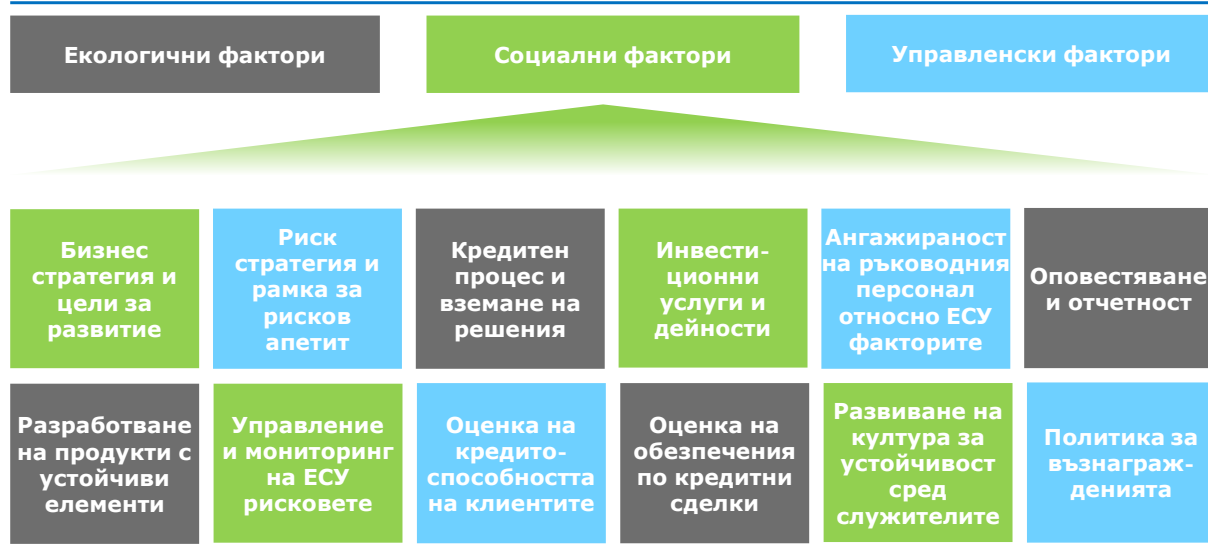 Екологични фактори
Социални фактори
Управленски фактори
Бизнес
стратегия и
цели за
развитие
Риск
стратегия и
рамка за
рисков
апетит
Кредитен
процес и
вземане на
решения
Инвести-
ционни
услуги и
дейности
Ангажираност
на ръководния
персонал
относно ЕСУ
факторите
Оповестяване
и отчетност
Разработване
на продукти с
устойчиви
елементи
Управление
и мониторинг
на ЕСУ
рисковете
Оценка на
кредито-
способността
на клиентите
Оценка на
обезпечения
по кредитни
сделки
Развиване на
култура за
устойчивост
сред
служителите
Политика за
възнаграж-
денията